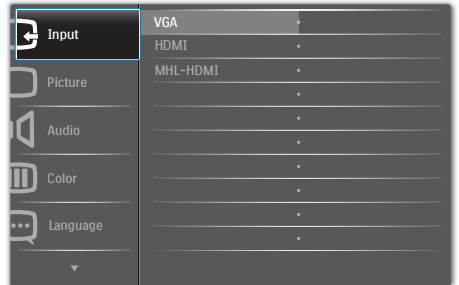 Input
Picture
Audio
Color
Language
VGA
HDMI
MHL-HDMI